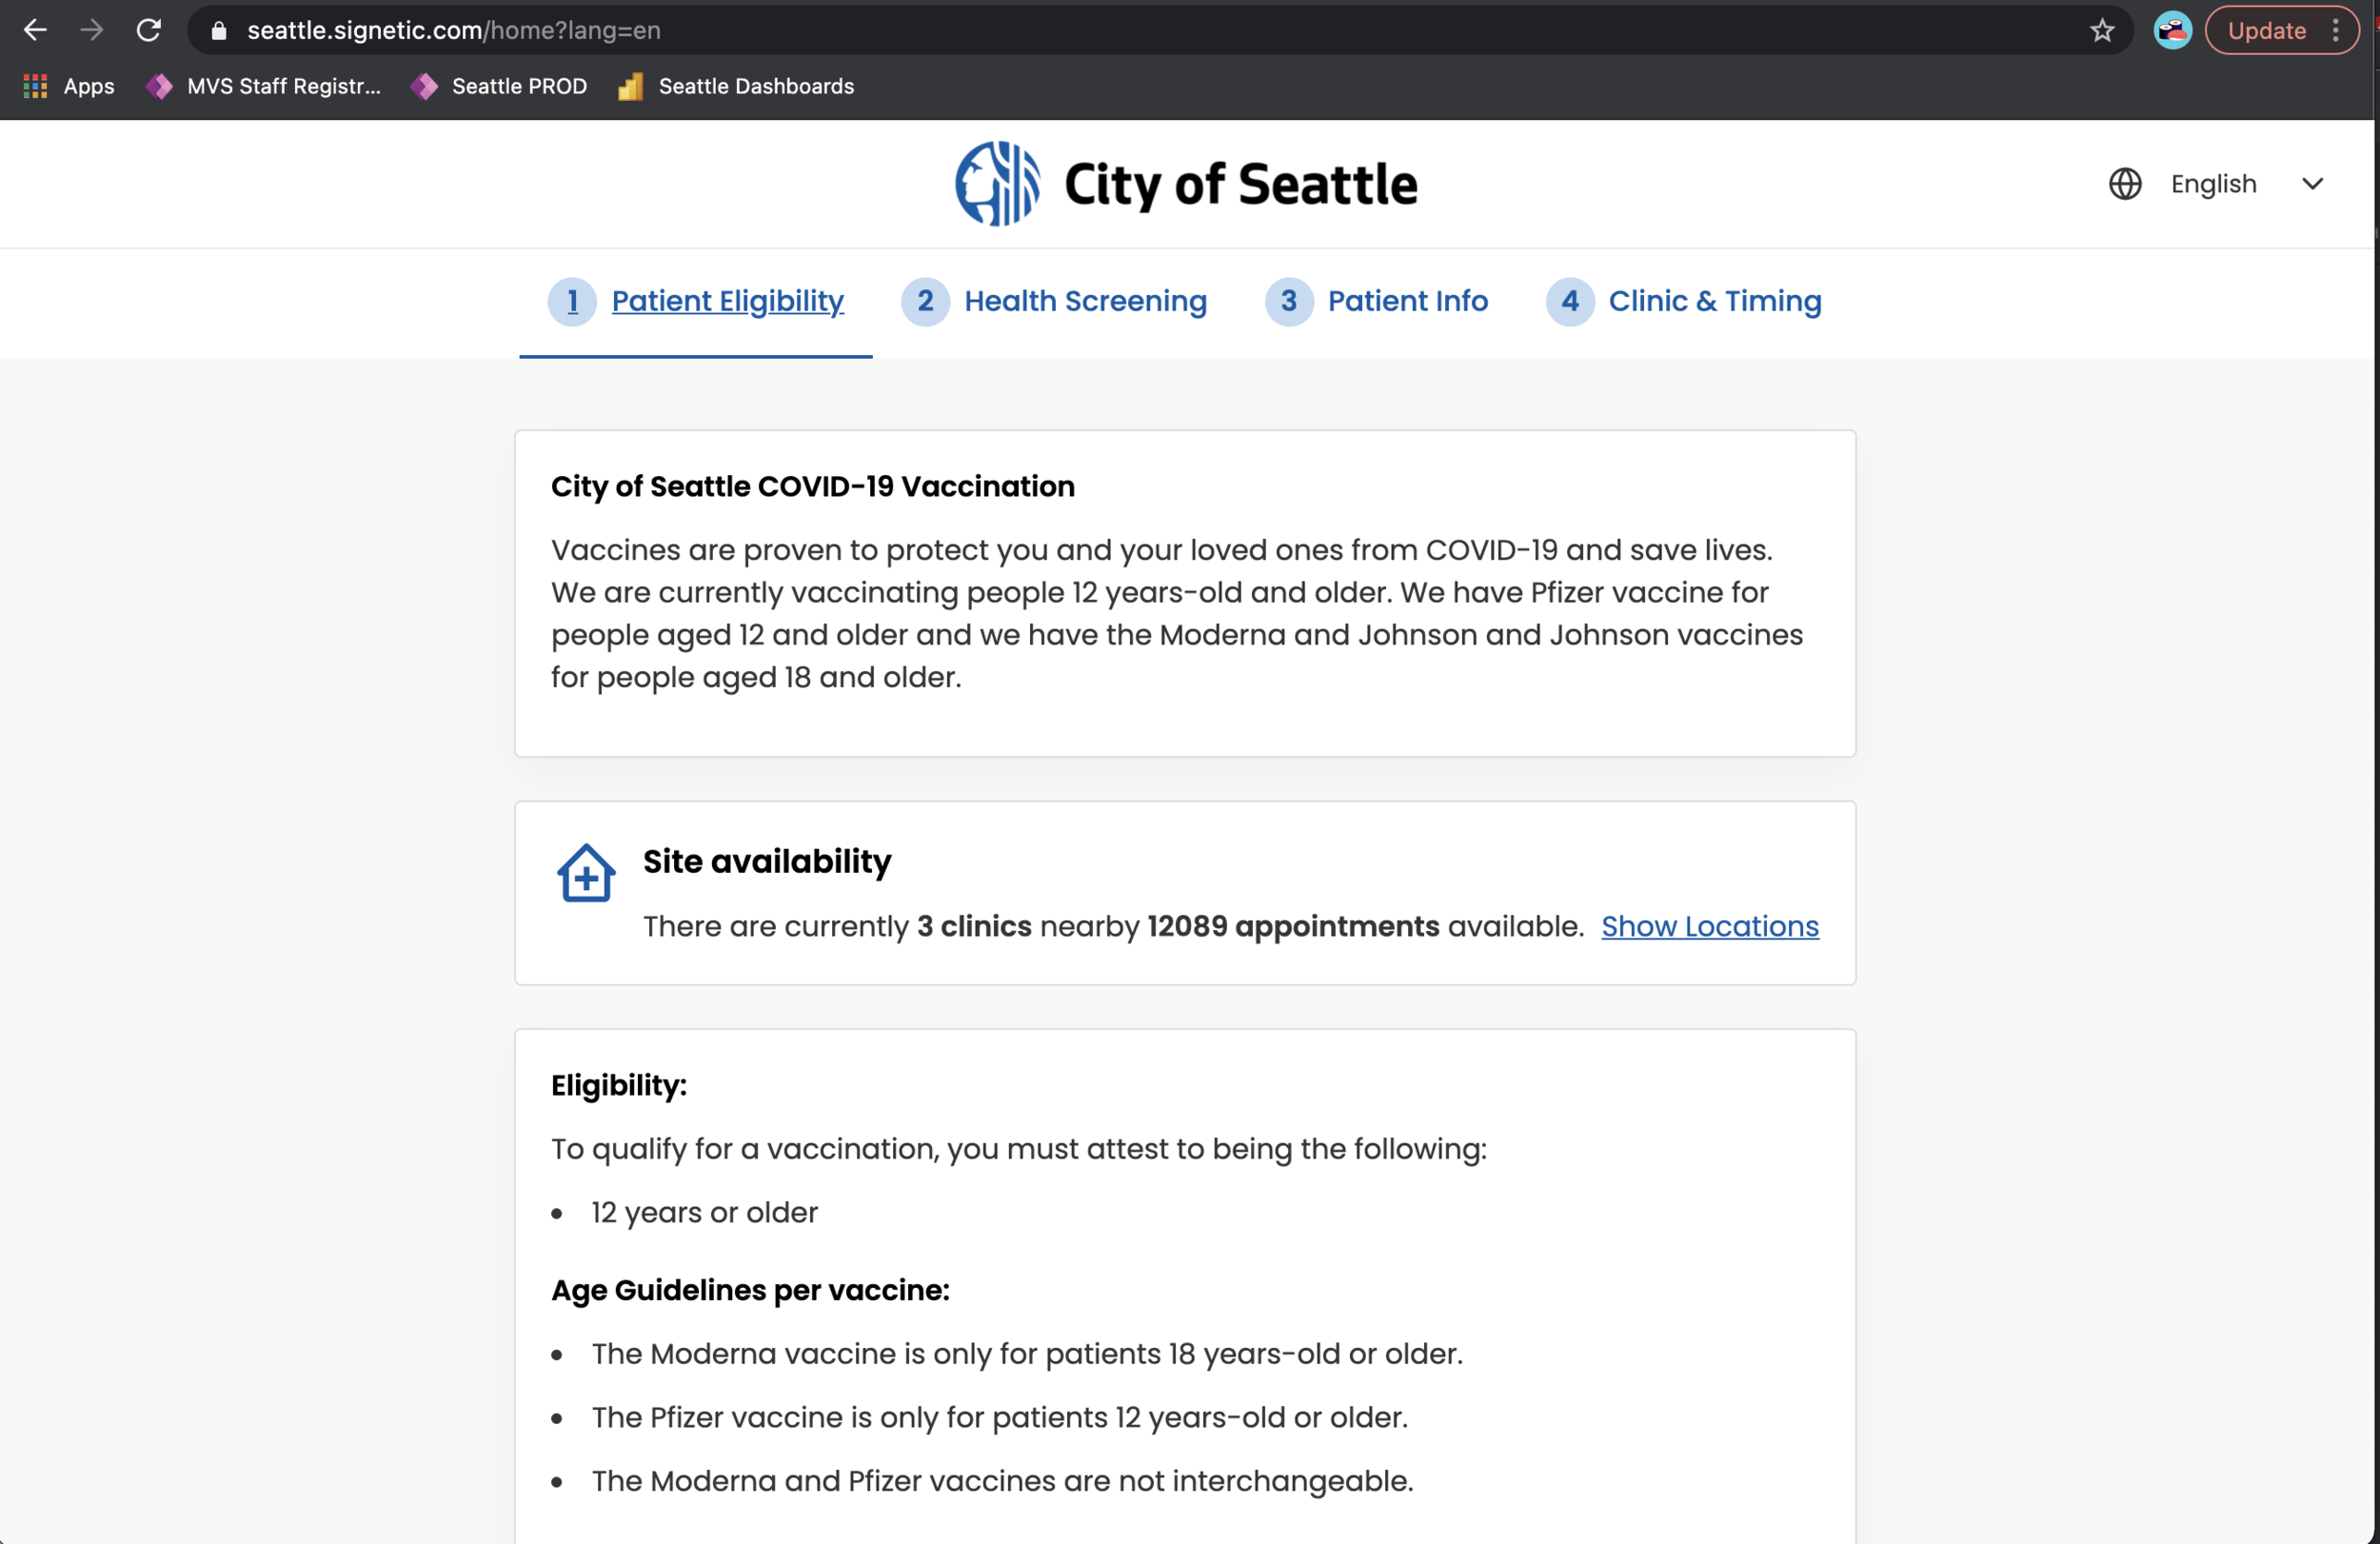 seattle.signetic.com/home?lang=en
Update
Apps
MVS Staff Registr...
Seattle PROD
Seattle Dashboards
City of Seattle
English
1 Patient Eligibility
2 Health Screening
3 Patient Info
4 Clinic & Timing
City of Seattle COVID-19 Vaccination
Vaccines are proven to protect you and your loved ones from COVID-19 and save lives.
We are currently vaccinating people 12 years-old and older. We have Pfizer vaccine for
people aged 12 and older and we have the Moderna and Johnson and Johnson vaccines
for people aged 18 and older.
Site availability
There are currently 3 clinics nearby 12089 appointments available. Show Locations
Eligibility:
To qualify for a vaccination, you must attest to being the following:
• 12 years or older
Age Guidelines per vaccine:
• The Moderna vaccine is only for patients 18 years-old or older.
• The Pfizer vaccine is only for patients 12 years-old or older.
• The Moderna and Pfizer vaccines are not interchangeable.